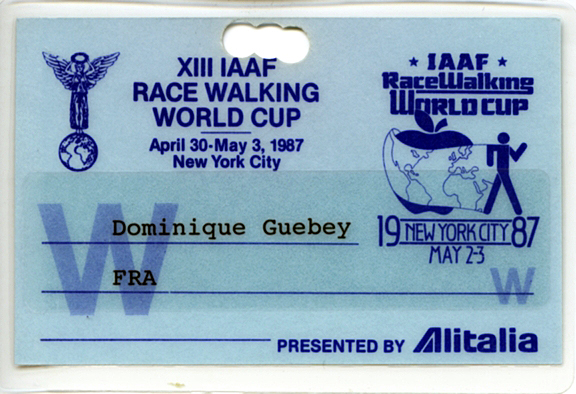 XIII IAAF
RACE WALKING
WORLD CUP
April 30-May 3, 1987
New York City
★ IAAF ★
RaceWalking
WORLD CUP
19 NEW YORK CITY 87
MAY 2-3
W
Dominique Guebey
FRA
W
PRESENTED BY Alitalia